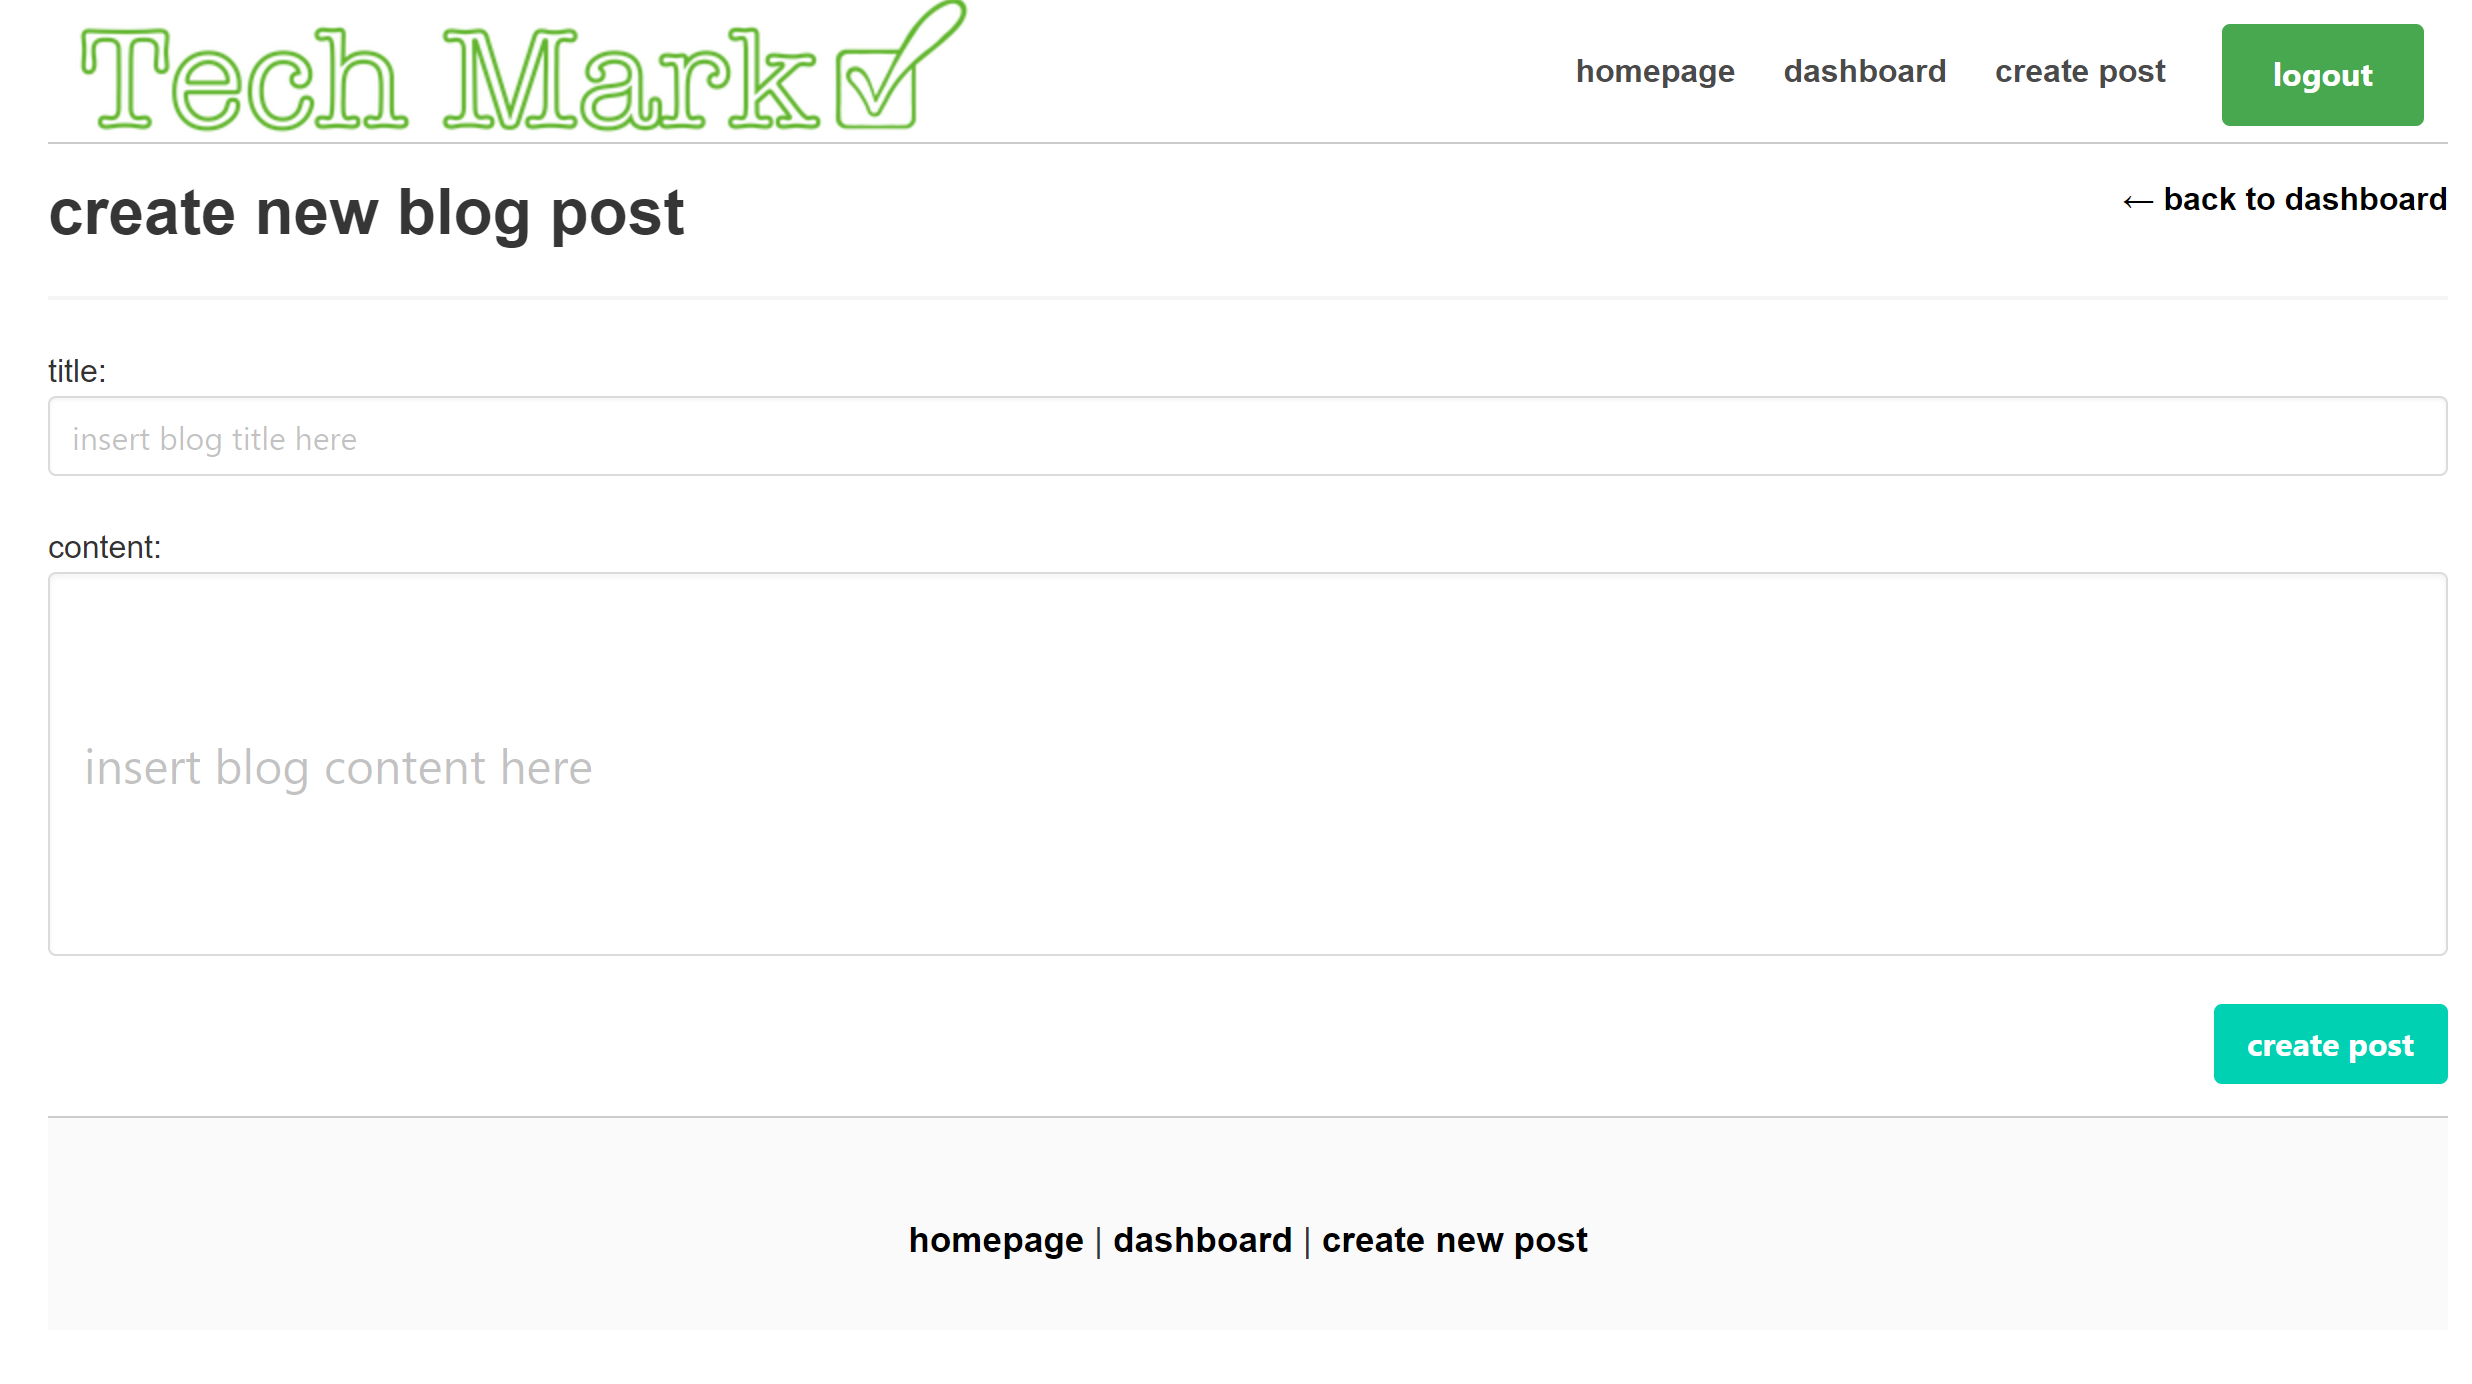 Tech Mark
homepage dashboard create post logout
create new blog post
← back to dashboard
title:
insert blog title here
content:
insert blog content here
create post
homepage | dashboard | create new post